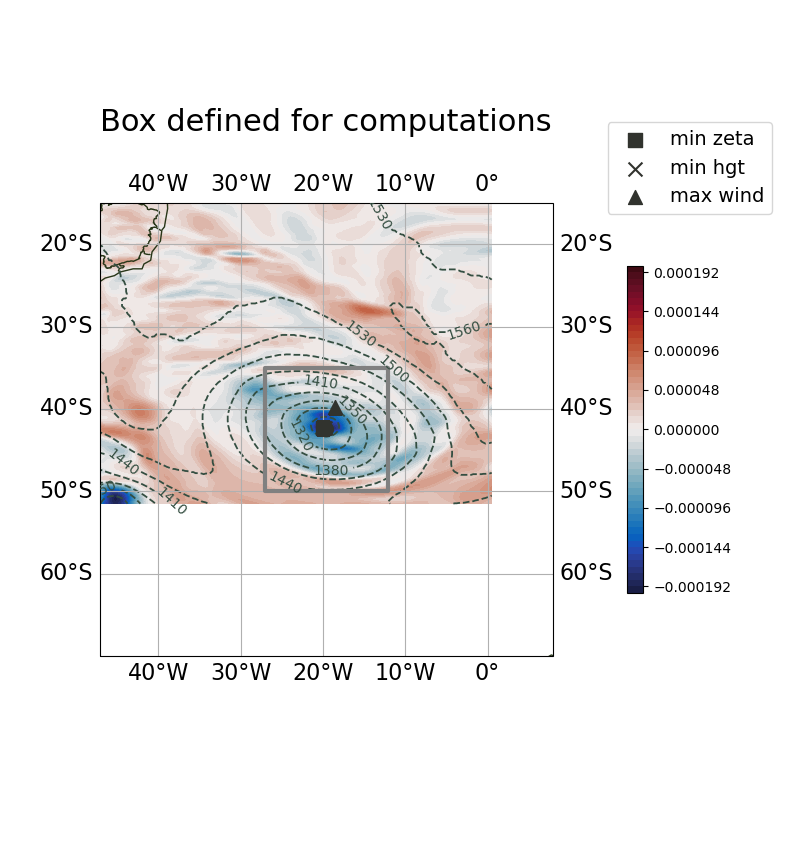 Box defined for computations
min zeta
min hgt
max wind
40°W 30°W 20°W 10°W 0°
20°S 20°S
30°S 30°S
40°S 40°S
50°S 50°S
60°S 60°S
40°W 30°W 20°W 10°W 0°
1530
1560
1530
1500
1410
1350
1320
1380
1440
1440
1410
0.000192
0.000144
0.000096
0.000048
0.000000
−0.000048
−0.000096
−0.000144
−0.000192